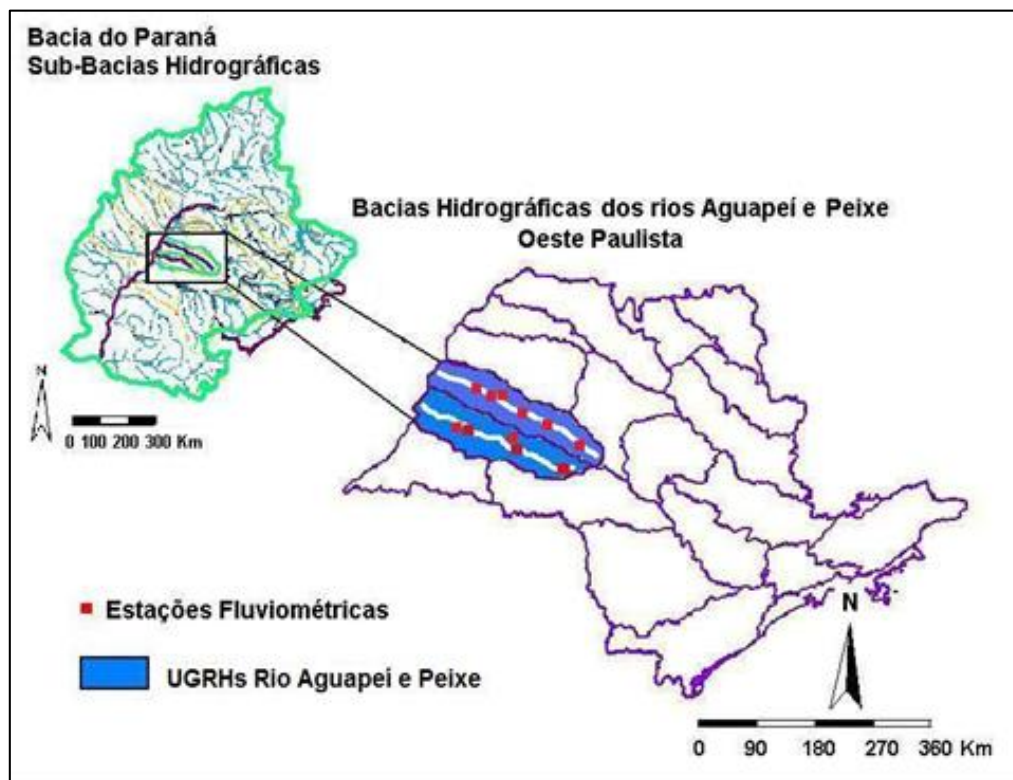 Bacia do Paraná
Sub-Bacias Hidrográficas
Bacias Hidrográficas dos rios Aguapeí e Peixe
Oeste Paulista
N
0 100 200 300 Km
Estações Fluviométricas
UGRHs Rio Aguapeí e Peixe
N
0 90 180 270 360 Km